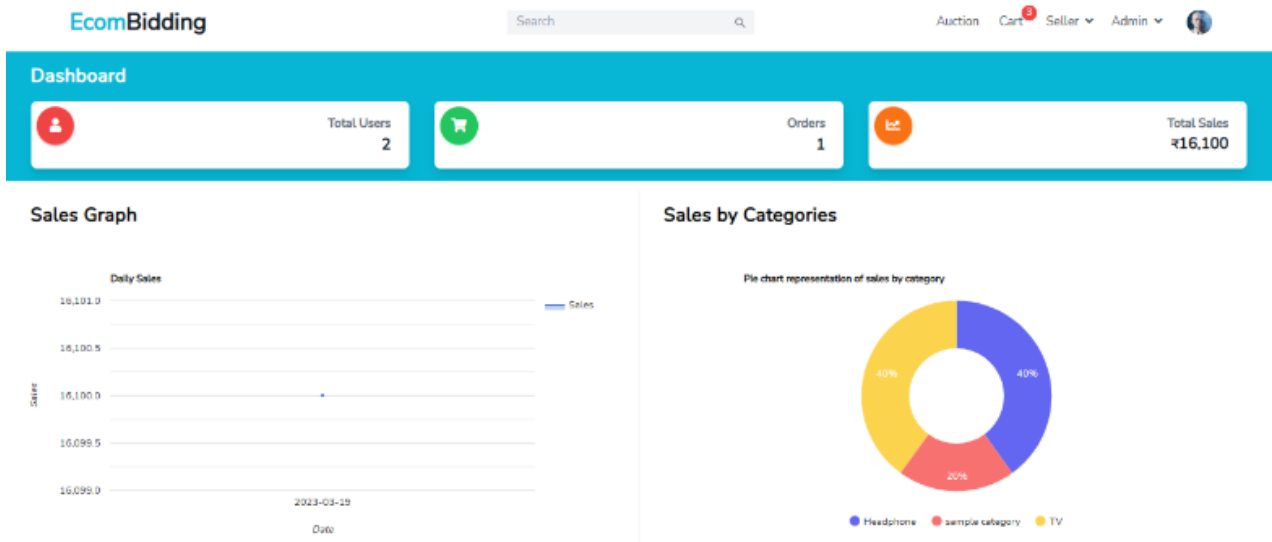 EcomBidding
Search
Auction Cart 3 Seller Admin
Dashboard
Total Users
2
Orders
1
Total Sales
₹16,100
Sales Graph
Sales by Categories
Daily Sales
16,101.0
16,100.5
16,100.0
16,099.5
16,099.0
Sales
Sales
2023-03-19
Date
Pie chart representation of sales by category
40%
40%
20%
Headphone sample category TV